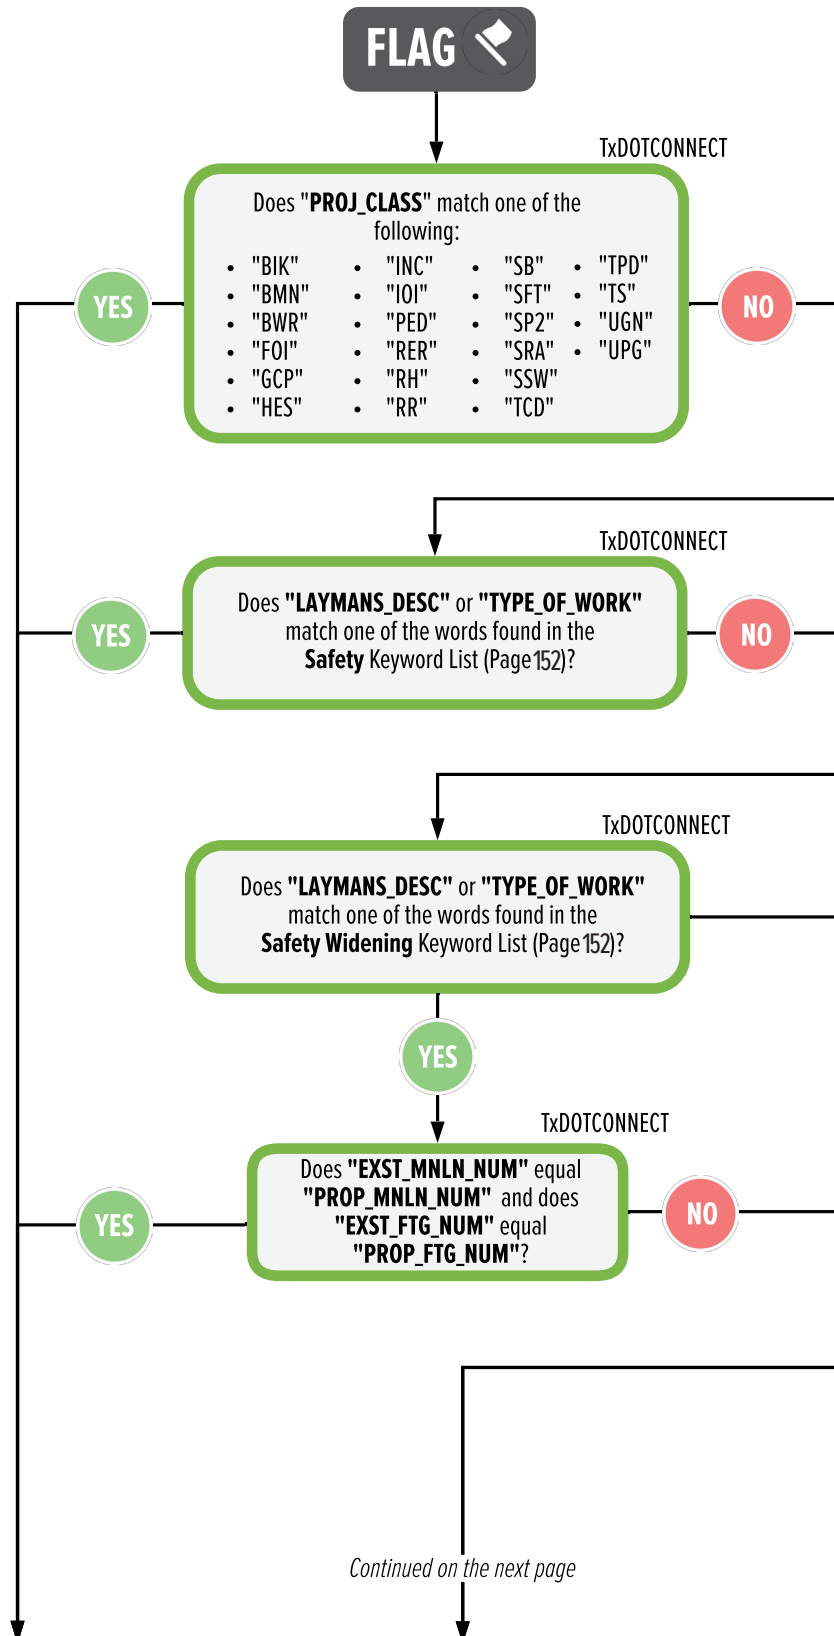 FLAG
TxDOTCONNECT
Does "PROJ_CLASS" match one of the
following:
• "BIK"
• "BMN"
• "BWR"
• "FOI"
• "GCP"
• "HES"
• "INC"
• "IOI"
• "PED"
• "RER"
• "RH"
• "RR"
• "SB"
• "SFT"
• "SP2"
• "SRA"
• "SSW"
• "TCD"
• "TPD"
• "TS"
• "UGN"
• "UPG"
YES
NO
TxDOTCONNECT
Does "LAYMANS_DESC" or "TYPE_OF_WORK"
match one of the words found in the
Safety Keyword List (Page 152)?
YES
NO
TxDOTCONNECT
Does "LAYMANS_DESC" or "TYPE_OF_WORK"
match one of the words found in the
Safety Widening Keyword List (Page 152)?
YES
TxDOTCONNECT
Does "EXST_MNLN_NUM" equal
"PROP_MNLN_NUM" and does
"EXST_FTG_NUM" equal
"PROP_FTG_NUM"?
YES
NO
Continued on the next page